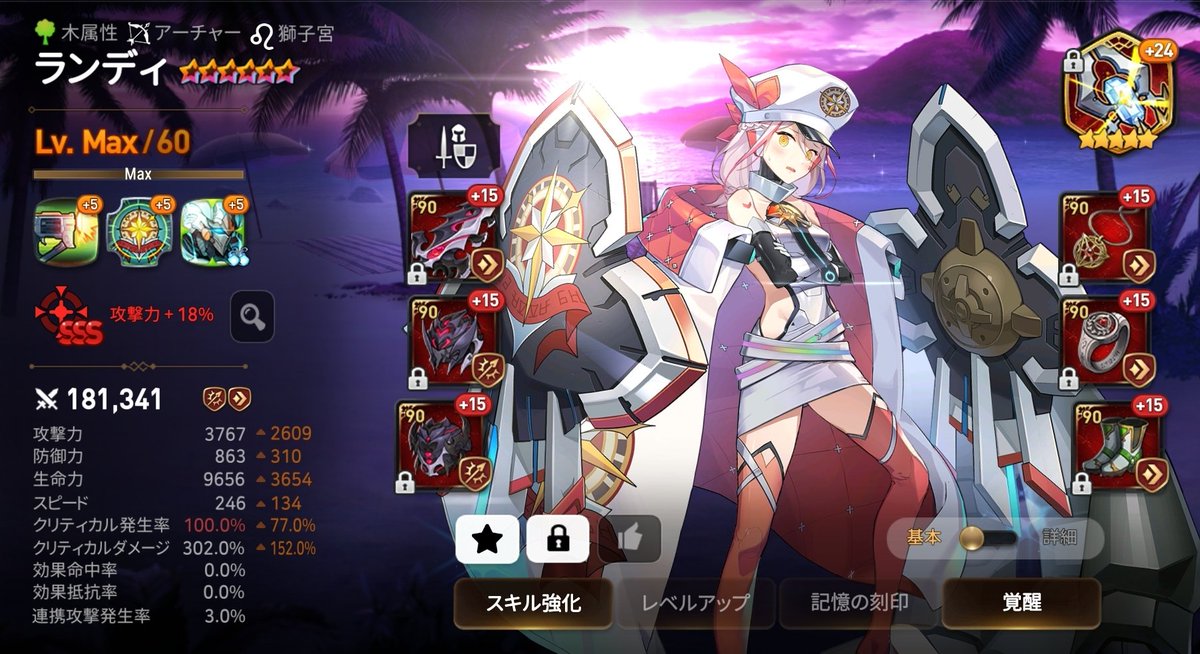 木属性 アーチャー 獅子宮
ランディ
Lv. Max/60
Max
+5 +5 +5
SSS 攻撃力+18%
181,341
攻撃力 3767 2609
防御力 863 310
生命力 9656 3654
スピード 246 134
クリティカル発生率 100.0% 77.0%
クリティカルダメージ 302.0% 152.0%
効果命中率 0.0%
効果抵抗率 0.0%
連携攻撃発生率 3.0%
90 +15
90 +15
90 +15
+24
90 +15
90 +15
90 +15
基本 詳細
スキル強化 レベルアップ 記憶の刻印 覚醒